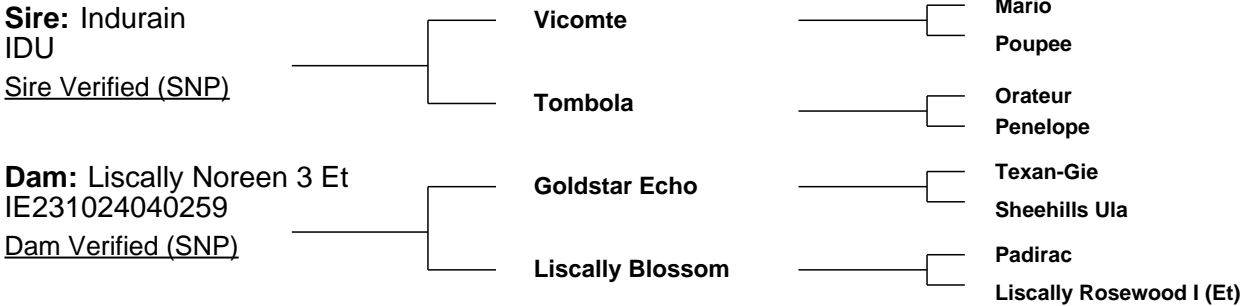 Sire: Indurain
IDU
Sire Verified (SNP)
Vicomte
Mario
Poupee
Tombola
Orateur
Penelope
Dam: Liscally Noreen 3 Et
IE231024040259
Dam Verified (SNP)
Goldstar Echo
Texan-Gie
Sheehills Ula
Liscally Blossom
Padirac
Liscally Rosewood I (Et)